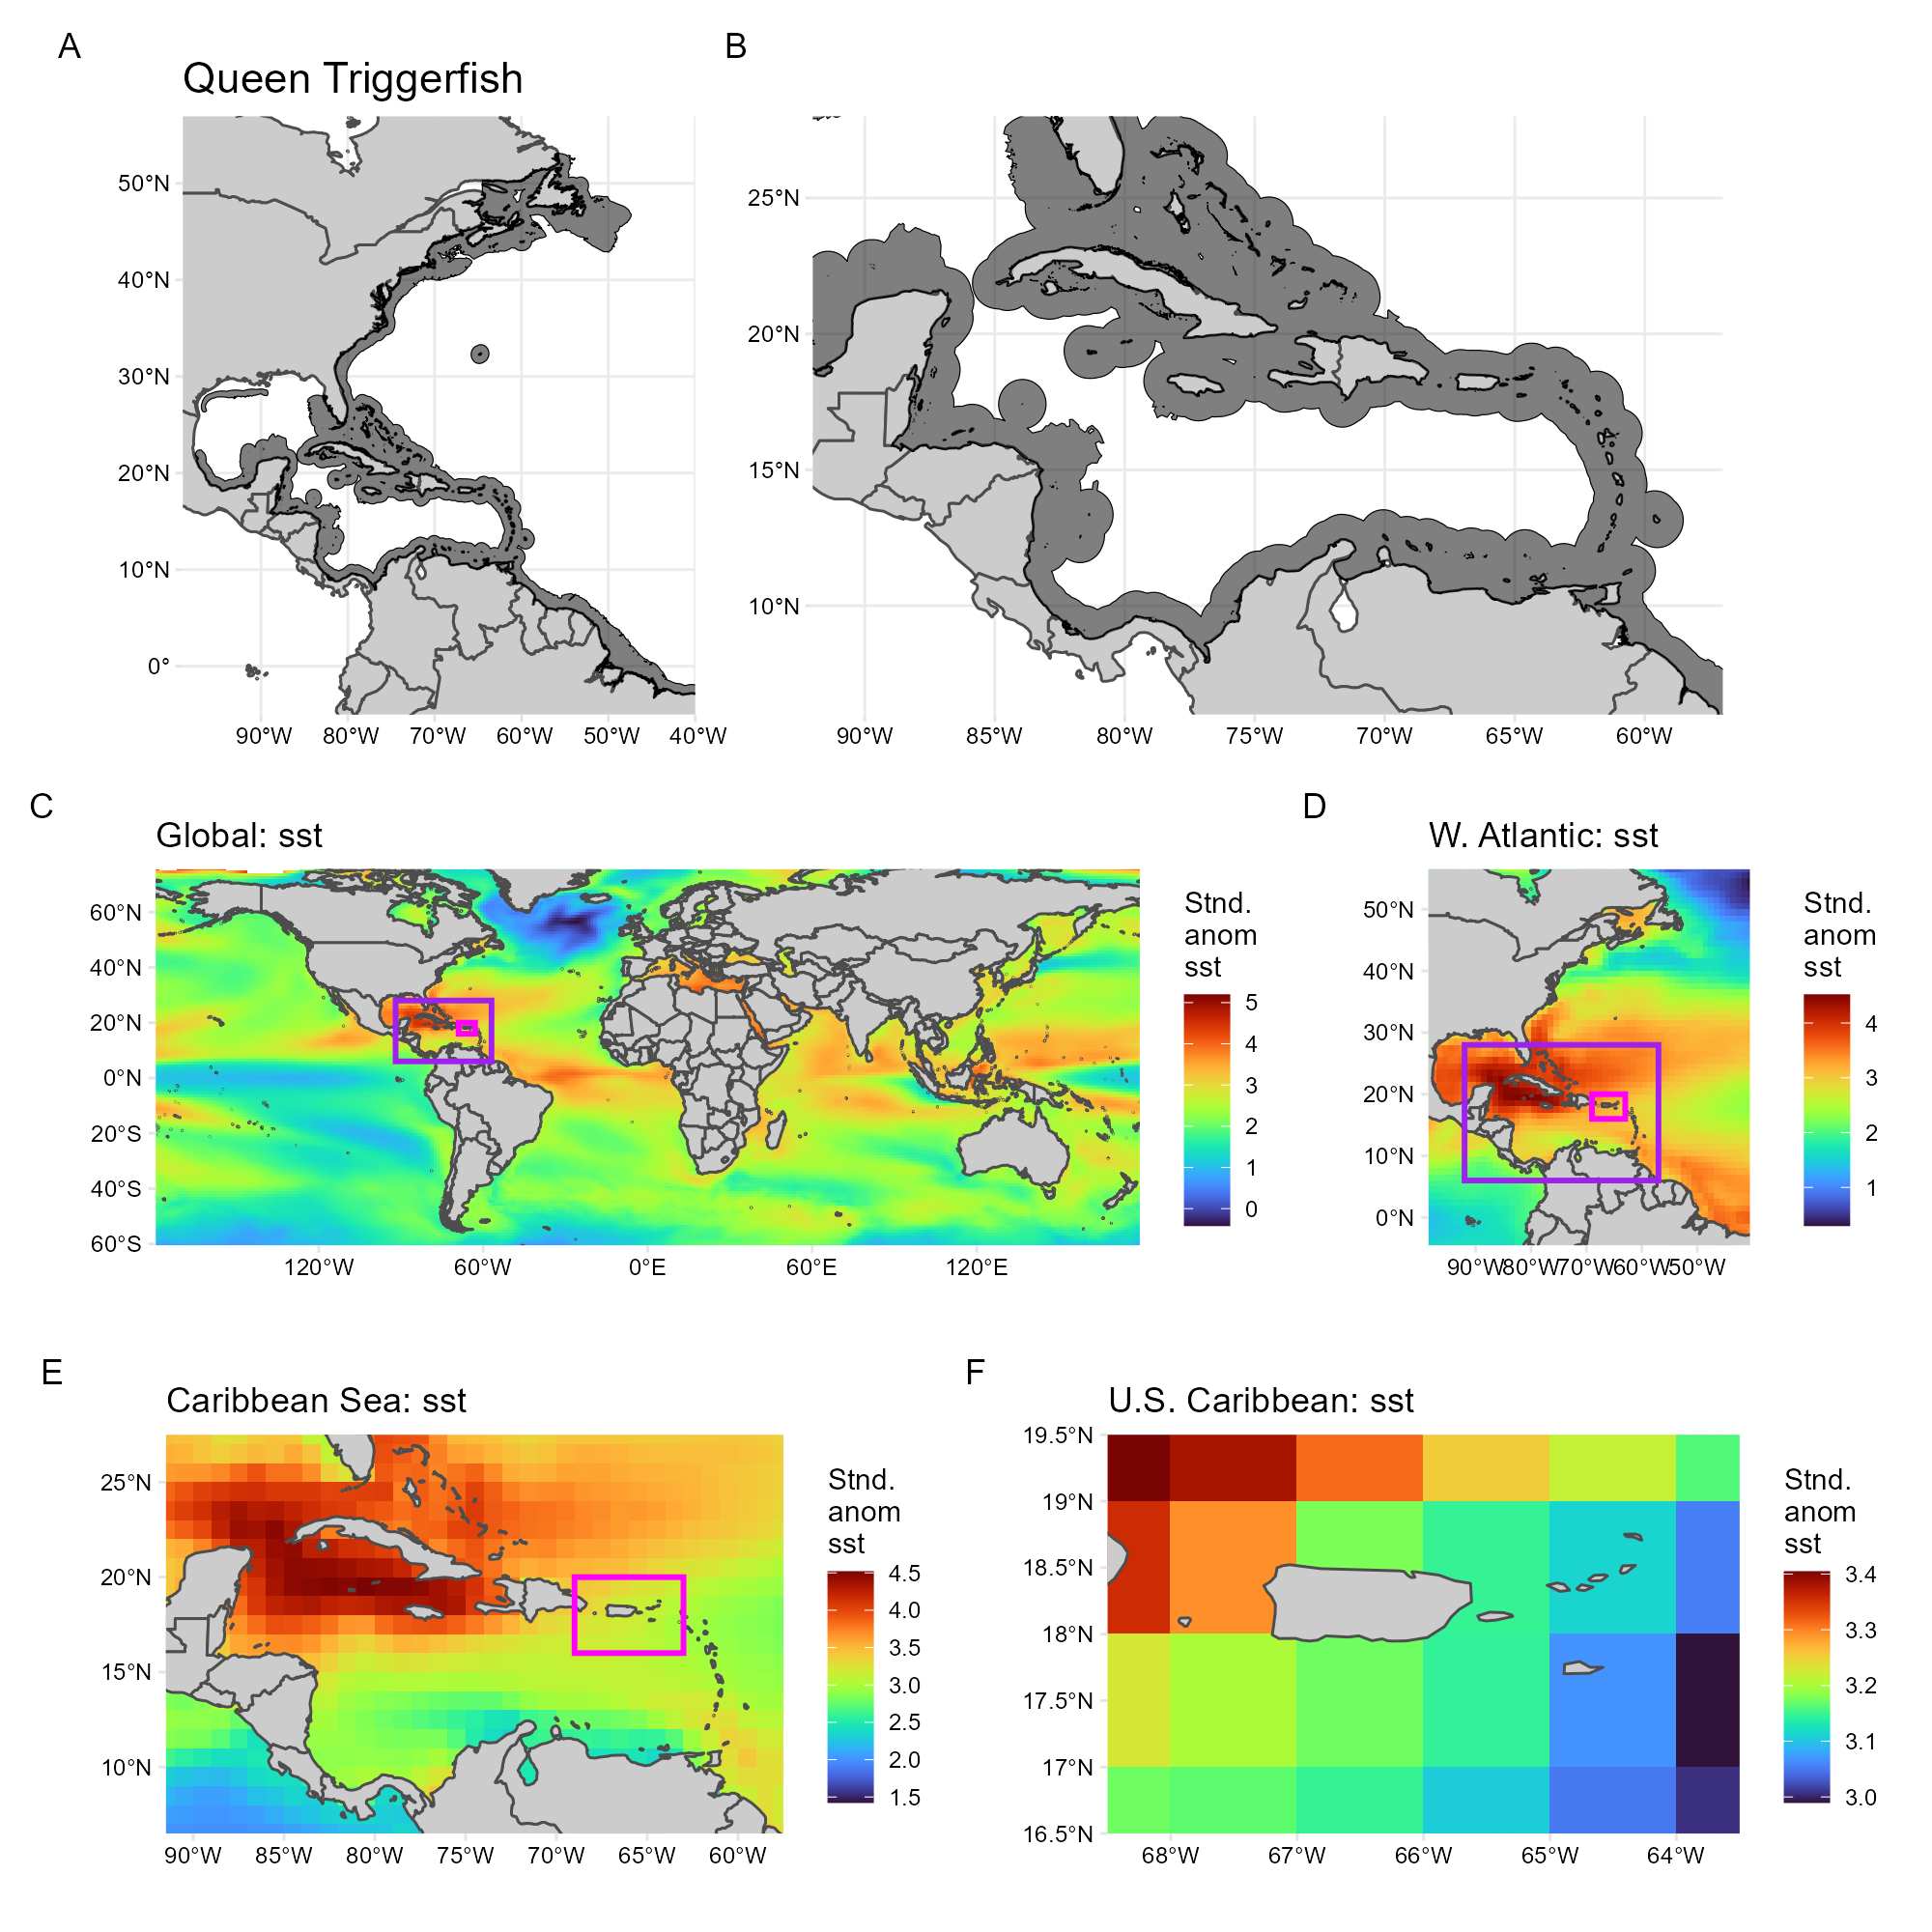 A
B
Queen Triggerfish
50°N
40°N
30°N
20°N
10°N
0°
90°W 80°W 70°W 60°W 50°W 40°W
25°N
20°N
15°N
10°N
90°W 85°W 80°W 75°W 70°W 65°W 60°W
C
Global: sst
60°N
40°N
20°N
0°N
20°S
40°S
60°S
120°W 60°W 0°E 60°E 120°E
Stnd.
anom
sst
5
4
3
2
1
0
D
W. Atlantic: sst
50°N
40°N
30°N
20°N
10°N
0°N
90°W 80°W 70°W 60°W 50°W
Stnd.
anom
sst
4
3
2
1
E
Caribbean Sea: sst
25°N
20°N
15°N
10°N
90°W 85°W 80°W 75°W 70°W 65°W 60°W
Stnd.
anom
sst
4.5
4.0
3.5
3.0
2.5
2.0
1.5
F
U.S. Caribbean: sst
19.5°N
19°N
18.5°N
18°N
17.5°N
17°N
16.5°N
68°W 67°W 66°W 65°W 64°W
Stnd.
anom
sst
3.4
3.3
3.2
3.1
3.0